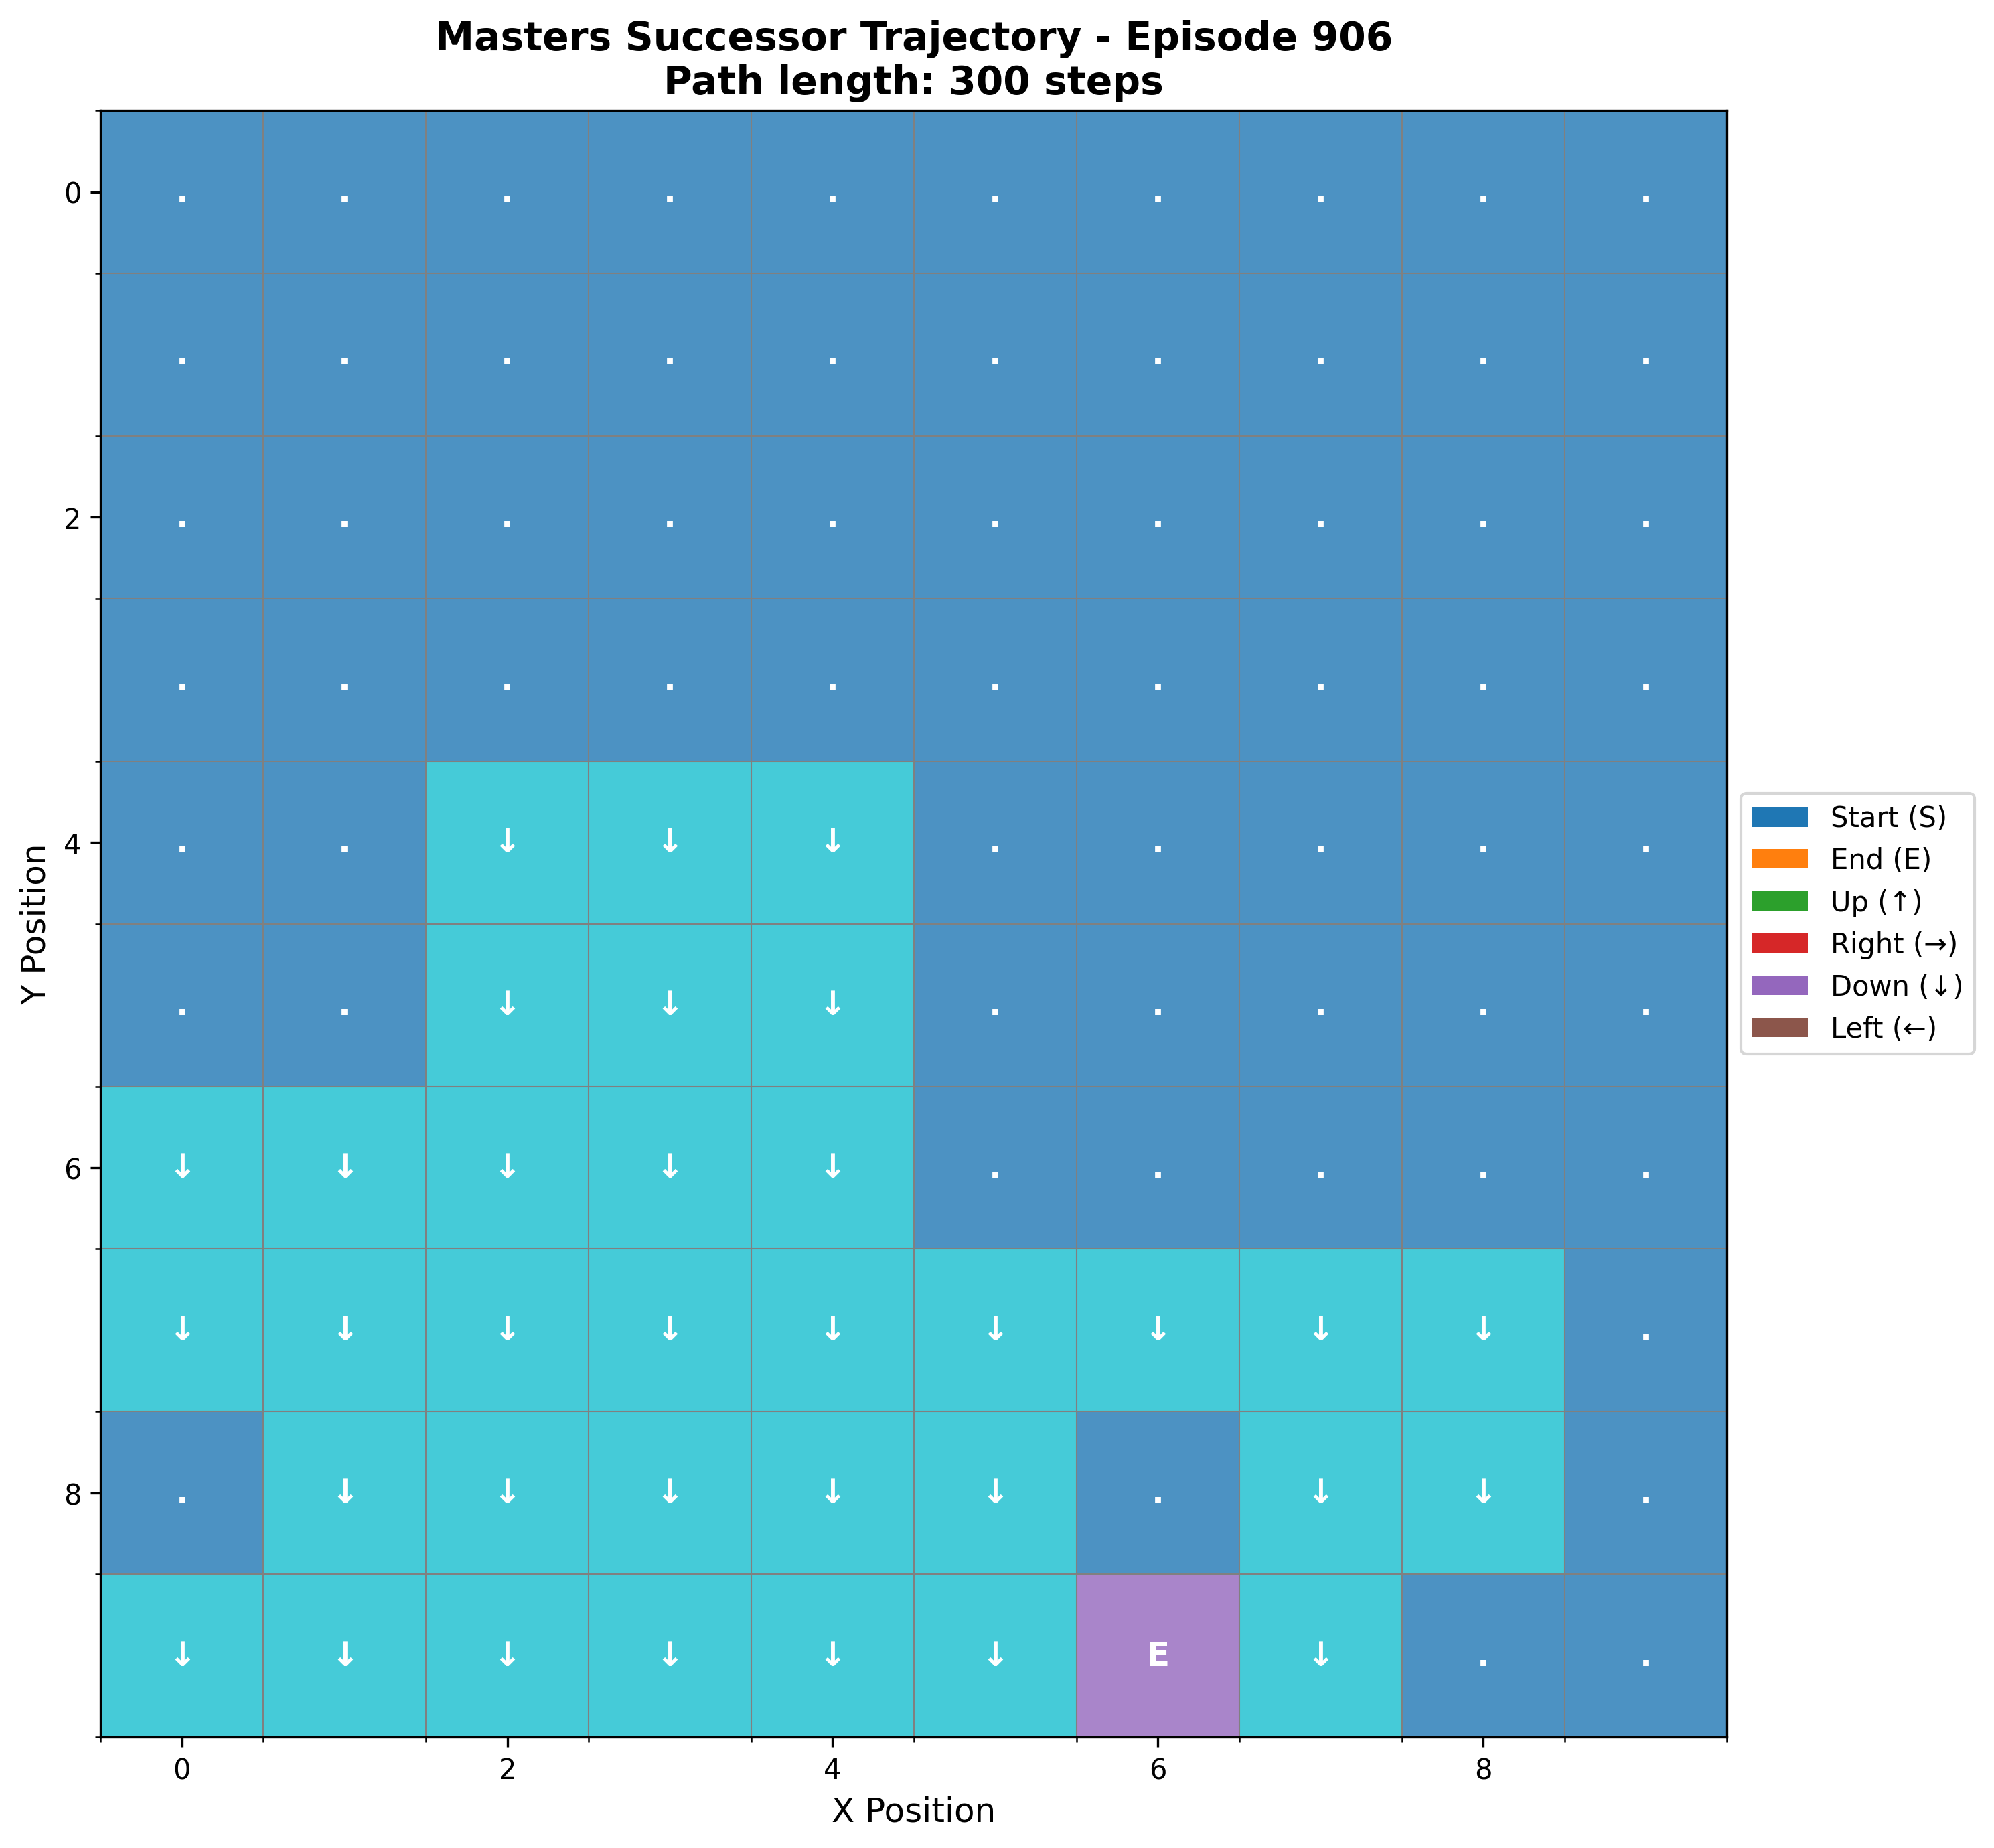 Masters Successor Trajectory - Episode 906
Path length: 300 steps
0 . . . . . . . . . .
. . . . . . . . . .
2 . . . . . . . . . .
. . . . . . . . . .
4 . . ↓ ↓ ↓ . . . . .
. . ↓ ↓ ↓ . . . . .
6 ↓ ↓ ↓ ↓ ↓ . . . . .
↓ ↓ ↓ ↓ ↓ ↓ ↓ ↓ ↓ .
8 . ↓ ↓ ↓ ↓ ↓ . ↓ ↓ .
↓ ↓ ↓ ↓ ↓ ↓ E ↓ . .
0 2 4 6 8
X Position
Y Position
Start (S)
End (E)
Up (↑)
Right (→)
Down (↓)
Left (←)